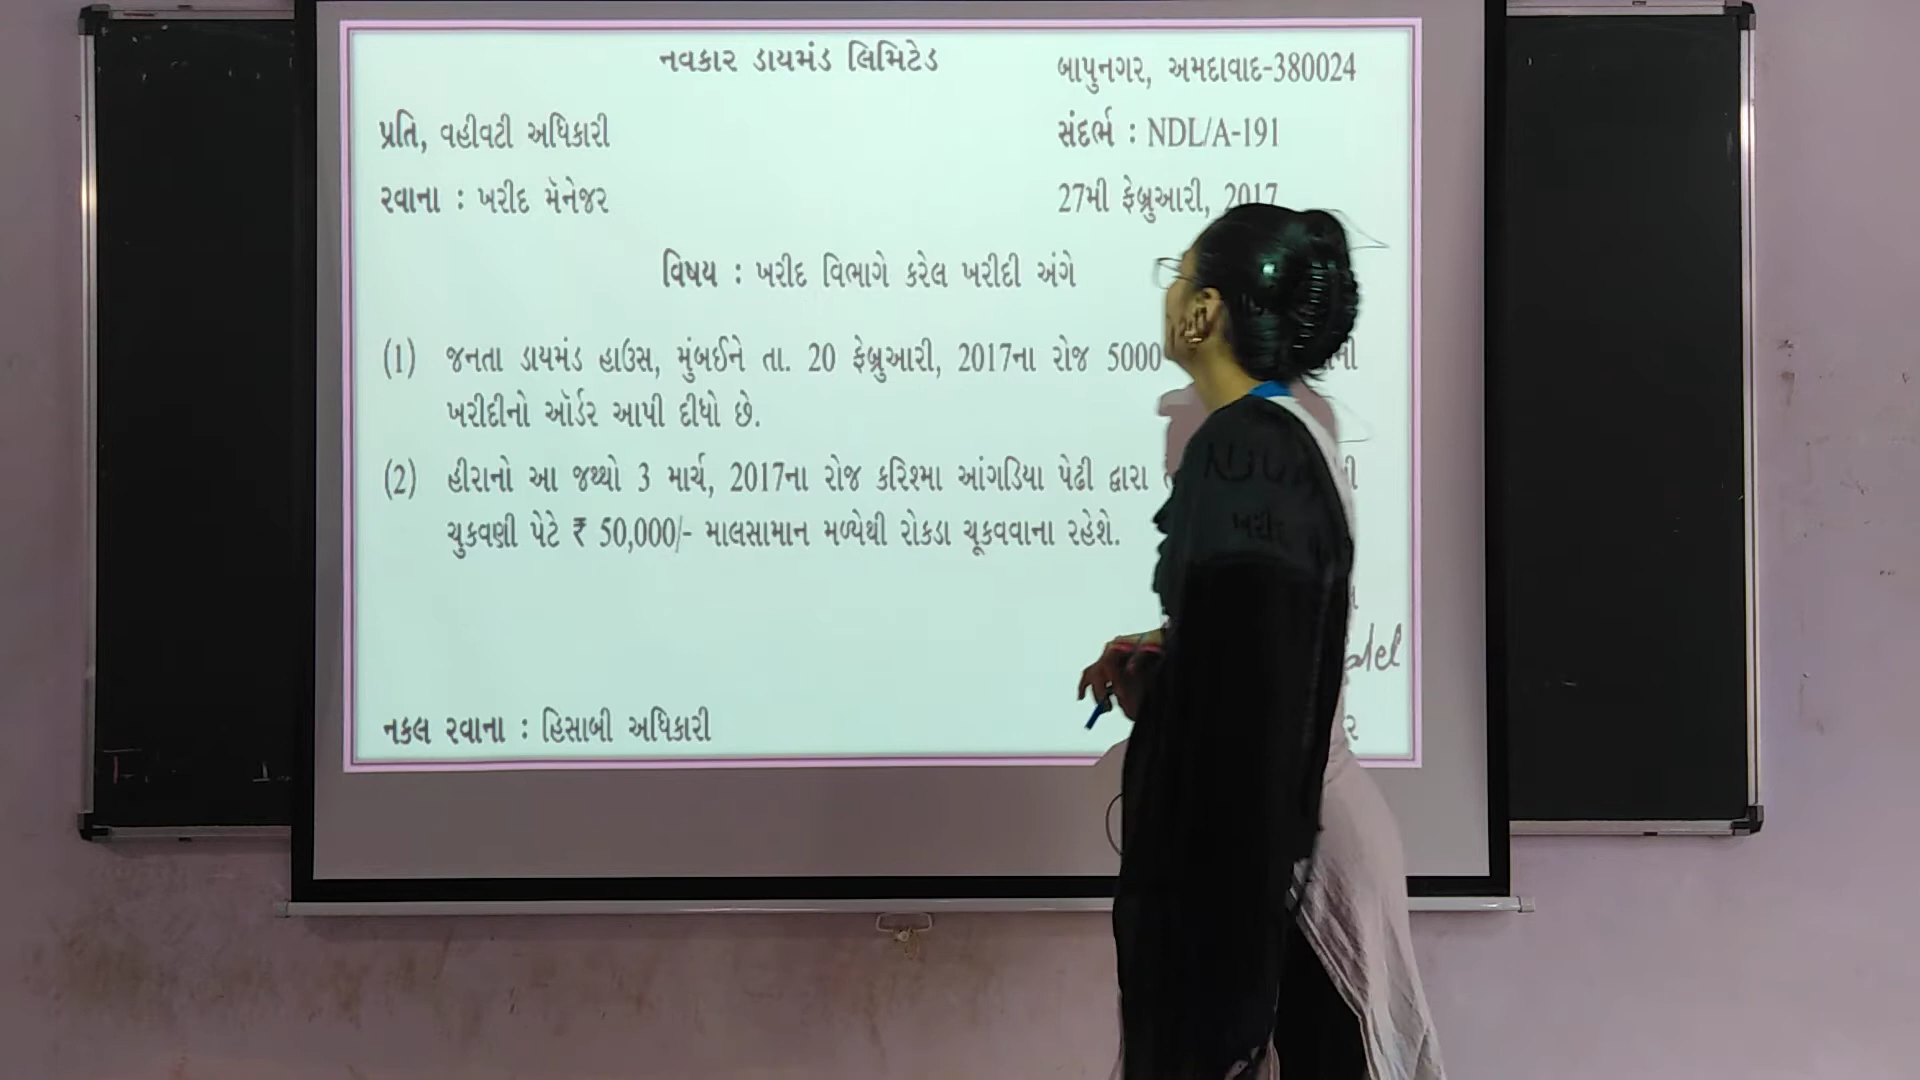 નવકાર ડાયમંડ લિમિટેડ
બાપુનગર, અમદાવાદ-380024
પ્રતિ, વહીવટી અધિકારી
સંદર્ભ : NDL/A-191
રવાના : ખરીદ મૅનેજર
27મી ફેબ્રુઆરી, 2017
વિષય : ખરીદ વિભાગે કરેલ ખરીદી અંગે
(1) જનતા ડાયમંડ હાઉસ, મુંબઈને તા. 20 ફેબ્રુઆરી, 2017ના રોજ 5000
ખરીદીનો ઑર્ડર આપી દીધો છે.
(2) હીરાનો આ જથ્થો 3 માર્ચ, 2017ના રોજ કરિશ્મા આંગડિયા પેઢી દ્વારા
ચુકવણી પેટે ₹ 50,000/- માલસામાન મળ્યેથી રોકડા ચૂકવવાના રહેશે.
નકલ રવાના : હિસાબી અધિકારી